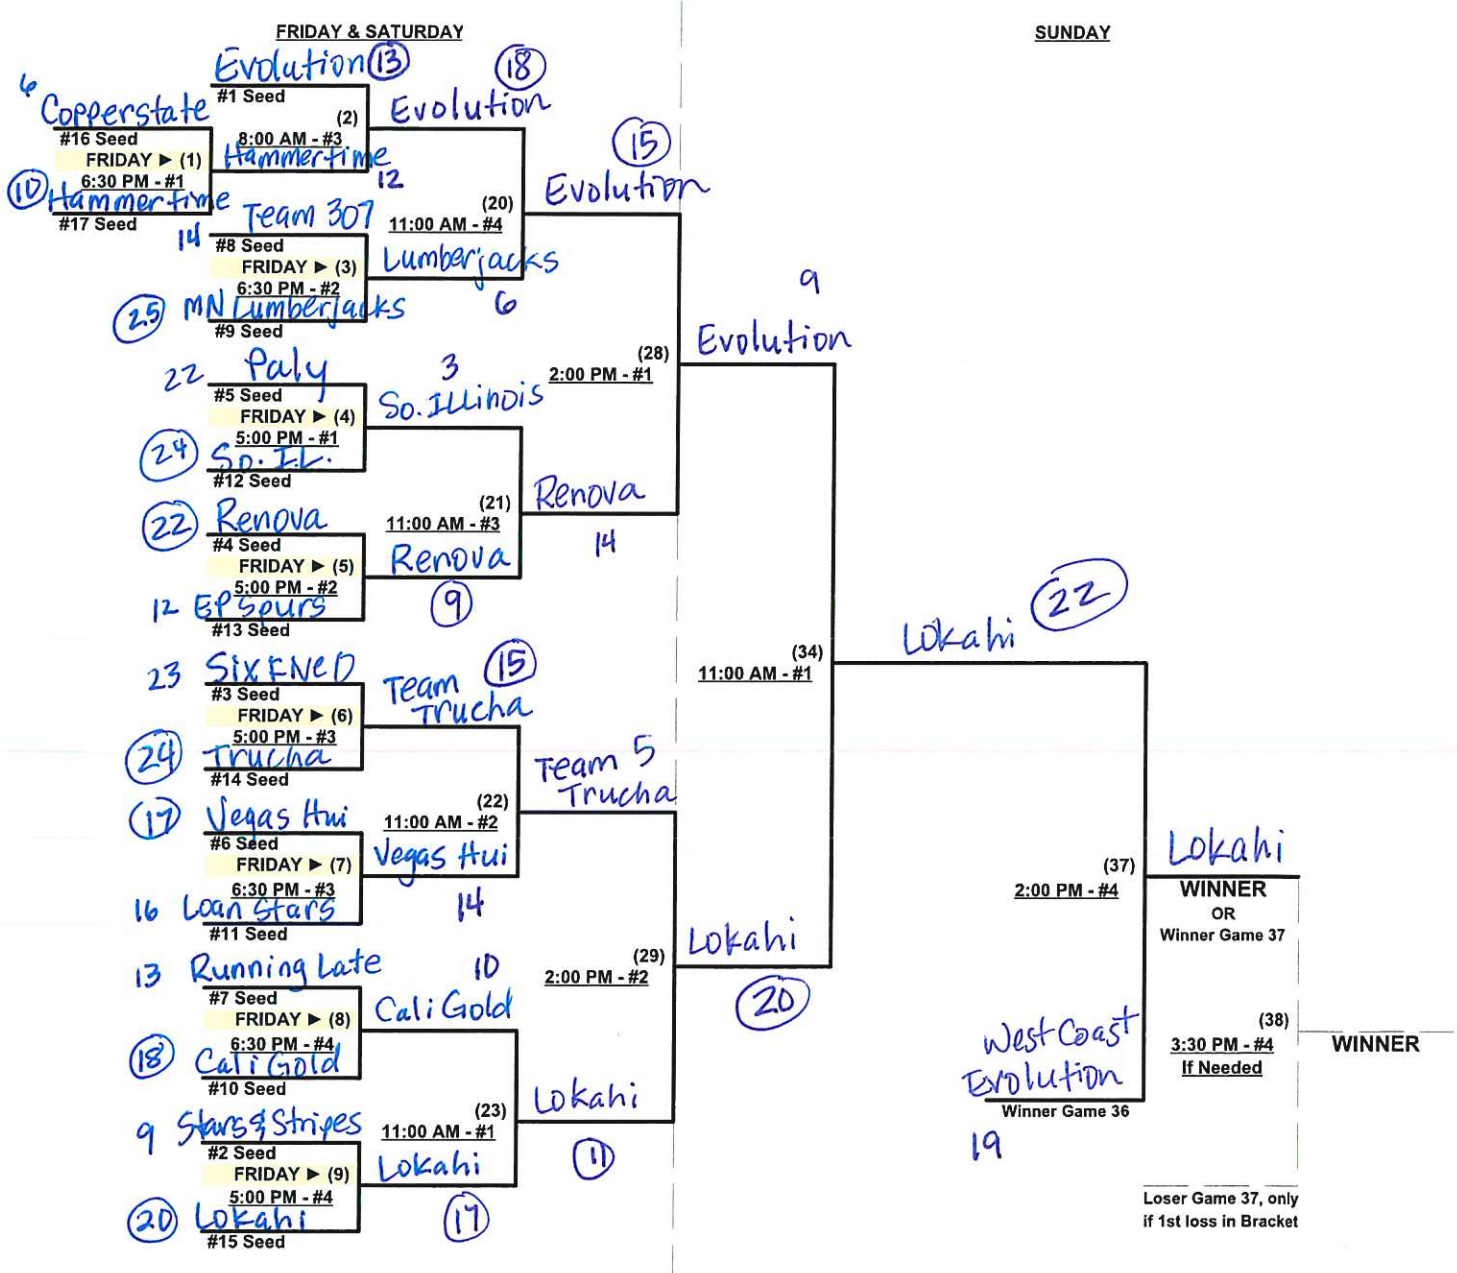 FRIDAY & SATURDAY
SUNDAY
Evolution 13
#1 Seed
6
Copperstate
#16 Seed
FRIDAY ► (1)
6:30 PM - #1
10 Hammertime
#17 Seed
(2)
8:00 AM - #3
Hammertime
12
18
Evolution
14 Team 307
#8 Seed
FRIDAY ► (3)
6:30 PM - #2
25 MN Lumberjacks
#9 Seed
(20)
11:00 AM - #4
Lumberjacks
6
15
Evolution
22 Paly
#5 Seed
FRIDAY ► (4)
5:00 PM - #1
24 So. IL.
#12 Seed
3
So. Illinois
22 Renova
#4 Seed
FRIDAY ► (5)
5:00 PM - #2
12 EP Spurs
#13 Seed
(21)
11:00 AM - #3
Renova
9
(28)
2:00 PM - #1
Renova
14
9
Evolution
23 Six FNED
#3 Seed
FRIDAY ► (6)
5:00 PM - #3
24 Trucha
#14 Seed
Team 15
Trucha
17 Vegas Hui
#6 Seed
FRIDAY ► (7)
6:30 PM - #3
16 Loan Stars
#11 Seed
(22)
11:00 AM - #2
Vegas Hui
14
Team 5
Trucha
13 Running Late
#7 Seed
FRIDAY ► (8)
6:30 PM - #4
18 Cali Gold
#10 Seed
10
Cali Gold
9 Stars & Stripes
#2 Seed
FRIDAY ► (9)
5:00 PM - #4
20 Lokahi
#15 Seed
(23)
11:00 AM - #1
Lokahi
17
(29)
2:00 PM - #2
Lokahi
11
Lokahi
20
(34)
11:00 AM - #1
Lokahi 22
(37)
2:00 PM - #4
West Coast
Evolution
Winner Game 36
19
Lokahi
WINNER
OR
Winner Game 37
(38)
3:30 PM - #4
If Needed
WINNER
Loser Game 37, only
if 1st loss in Bracket